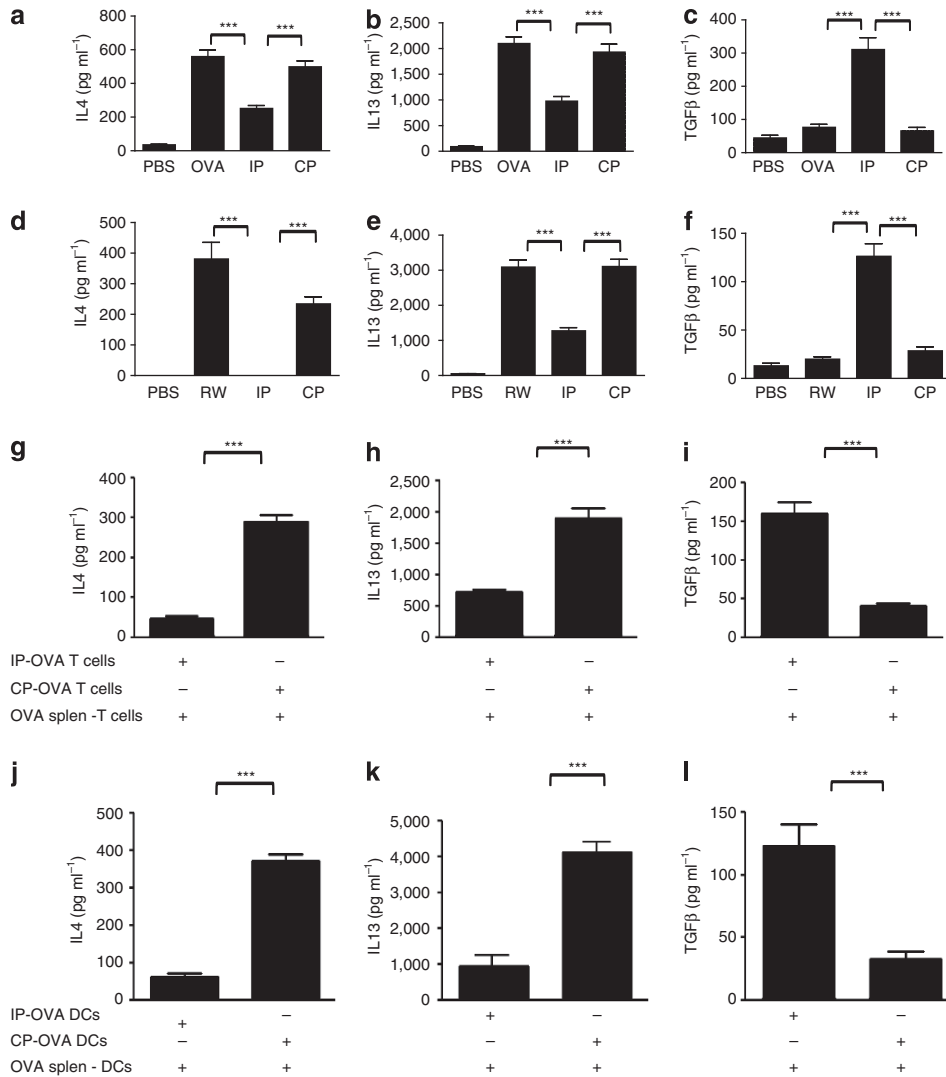 a
b
c
IL4 (pg ml⁻¹)
800
600
400
200
0
***
***
PBS OVA IP CP
IL13 (pg ml⁻¹)
2,500
2,000
1,500
1,000
500
0
***
***
PBS OVA IP CP
TGFβ (pg ml⁻¹)
400
300
200
100
0
***
***
PBS OVA IP CP
d
e
f
IL4 (pg ml⁻¹)
500
400
300
200
100
0
***
***
PBS RW IP CP
IL13 (pg ml⁻¹)
4,000
3,000
2,000
1,000
0
***
***
PBS RW IP CP
TGFβ (pg ml⁻¹)
150
100
50
0
***
***
PBS RW IP CP
g
h
i
IL4 (pg ml⁻¹)
400
300
200
100
0
***
IL13 (pg ml⁻¹)
2,500
2,000
1,500
1,000
500
0
***
TGFβ (pg ml⁻¹)
200
150
100
50
0
***
IP-OVA T cells + – + – + –
CP-OVA T cells – + – + – +
OVA splen -T cells + + + + + +
j
k
l
IL4 (pg ml⁻¹)
500
400
300
200
100
0
***
IL13 (pg ml⁻¹)
5,000
4,000
3,000
2,000
1,000
0
***
TGFβ (pg ml⁻¹)
150
100
50
0
***
IP-OVA DCs + – + – + –
CP-OVA DCs – + – + – +
OVA splen - DCs + + + + + +